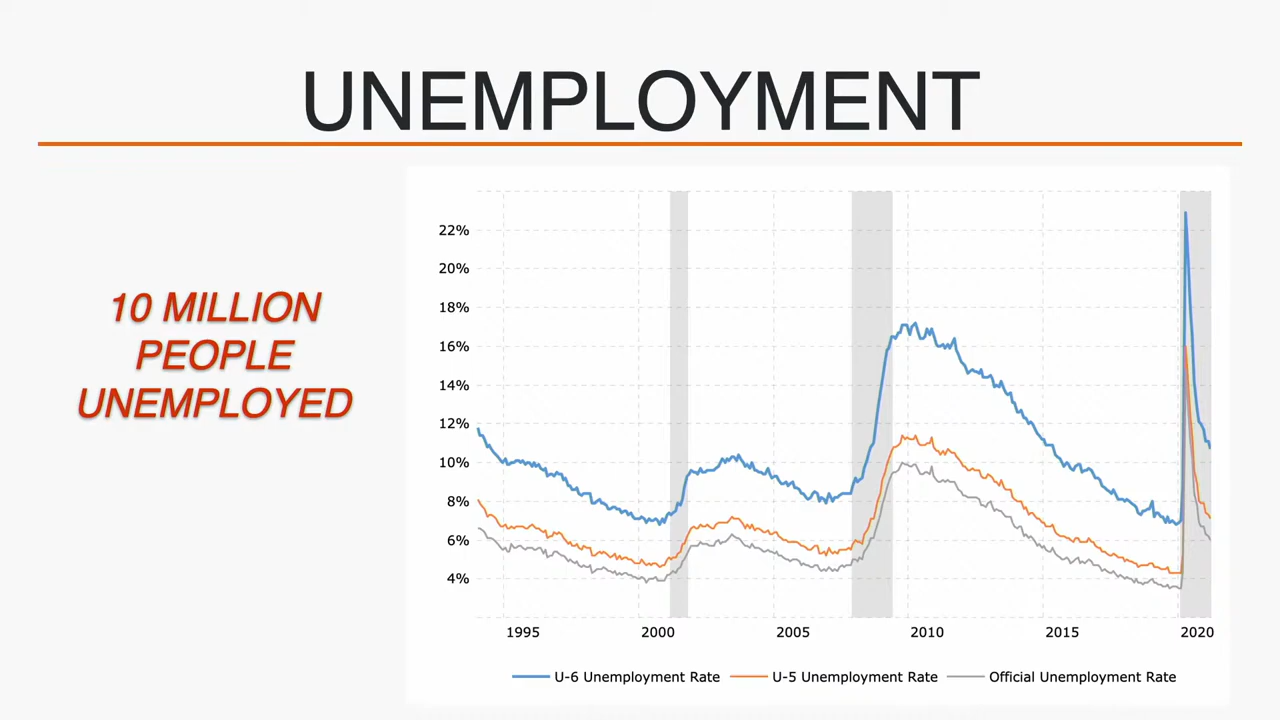 UNEMPLOYMENT
10 MILLION
PEOPLE
UNEMPLOYED
22%
20%
18%
16%
14%
12%
10%
8%
6%
4%
1995 2000 2005 2010 2015 2020
U-6 Unemployment Rate U-5 Unemployment Rate Official Unemployment Rate